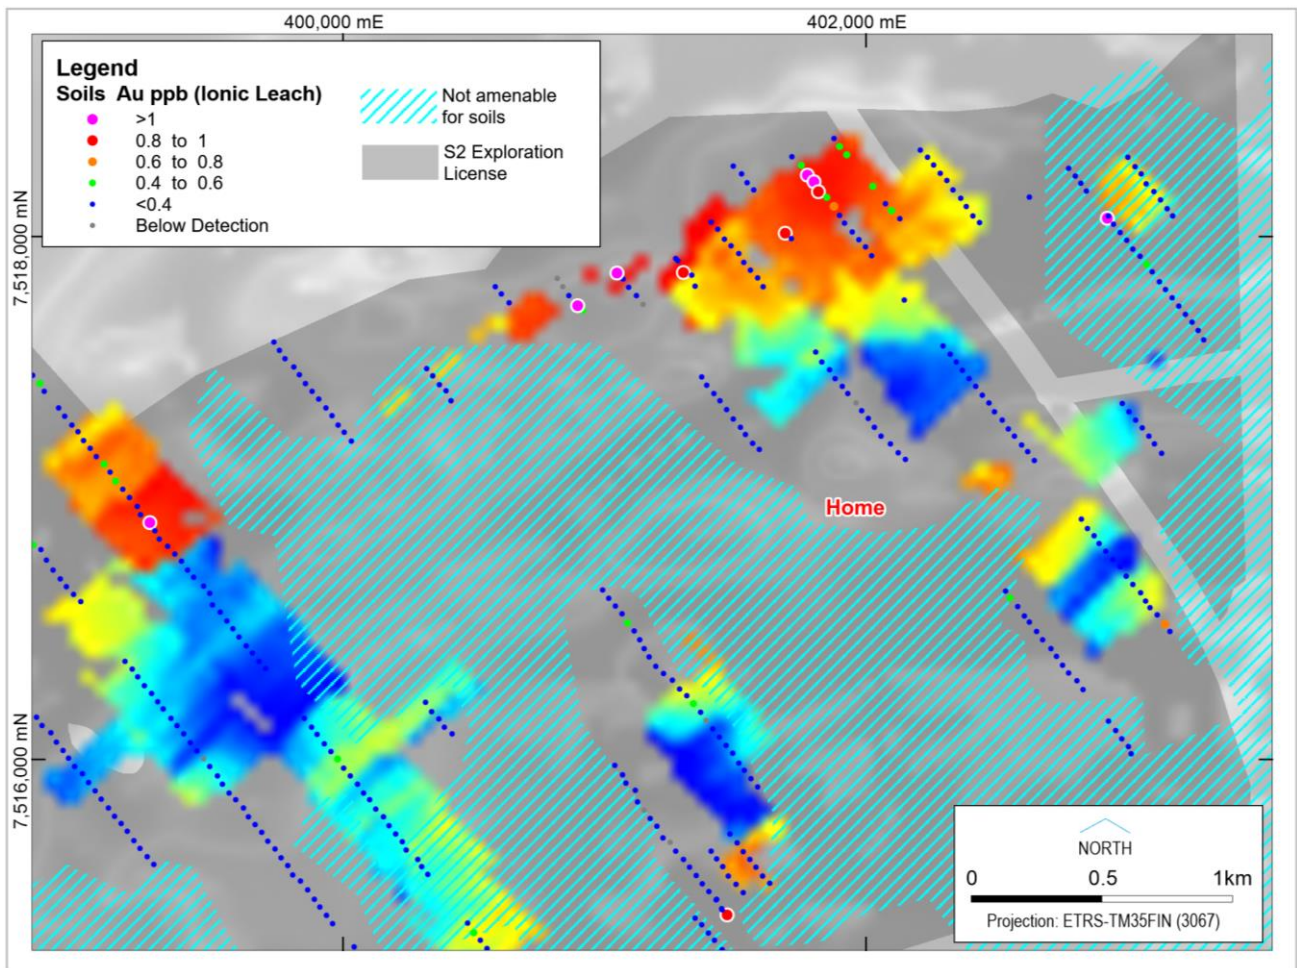 400,000 mE
402,000 mE
Legend
Soils Au ppb (Ionic Leach)
>1
0.8 to 1
0.6 to 0.8
0.4 to 0.6
<0.4
Below Detection
Not amenable
for soils
S2 Exploration
License
7,518,000 mN
7,516,000 mN
Home
NORTH
0 0.5 1km
Projection: ETRS-TM35FIN (3067)